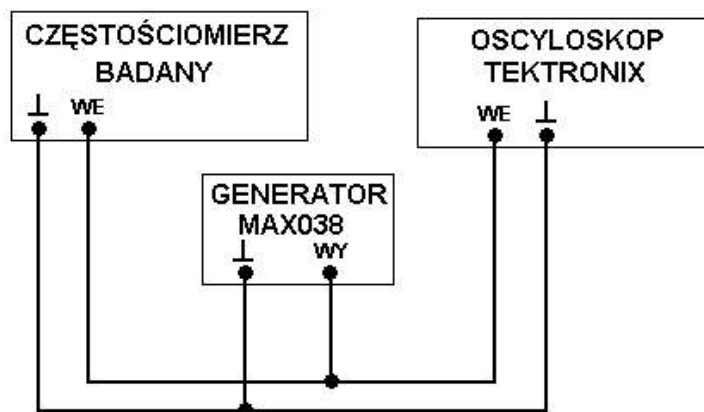 CZĘSTOŚCIOMIERZ
BADANY
⊥ WE
OSCYLOSKOP
TEKTRONIX
WE ⊥
GENERATOR
MAX038
⊥ WY